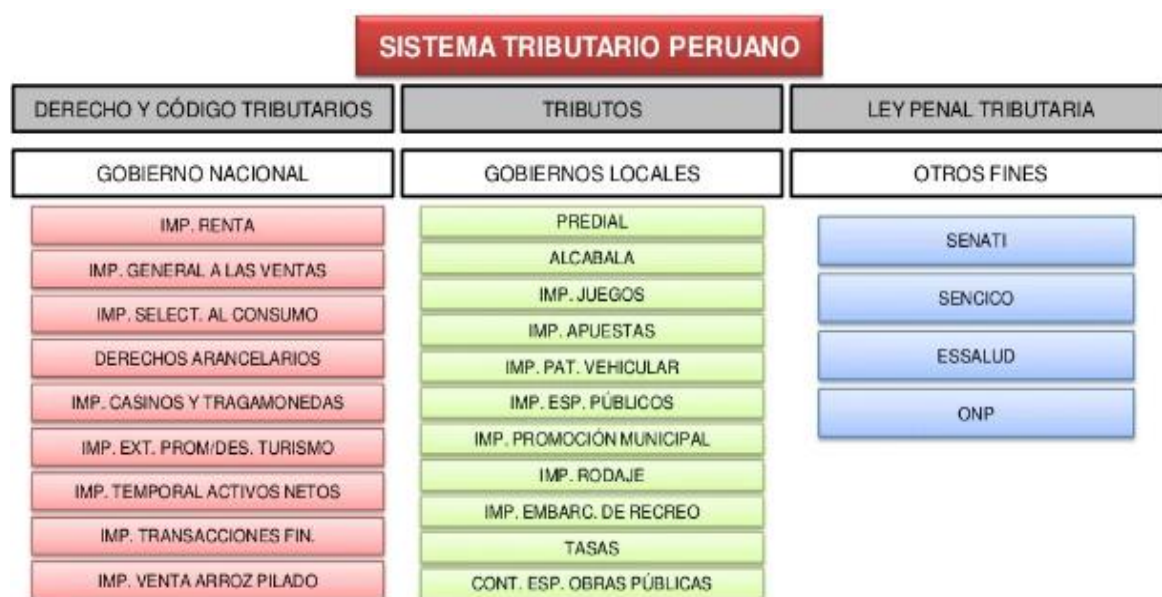 SISTEMA TRIBUTARIO PERUANO
DERECHO Y CÓDIGO TRIBUTARIOS
TRIBUTOS
LEY PENAL TRIBUTARIA
GOBIERNO NACIONAL
GOBIERNOS LOCALES
OTROS FINES
IMP. RENTA
IMP. GENERAL A LAS VENTAS
IMP. SELECT. AL CONSUMO
DERECHOS ARANCELARIOS
IMP. CASINOS Y TRAGAMONEDAS
IMP. EXT. PROM/DES. TURISMO
IMP. TEMPORAL ACTIVOS NETOS
IMP. TRANSACCIONES FIN.
IMP. VENTA ARROZ PILADO
PREDIAL
ALCABALA
IMP. JUEGOS
IMP. APUESTAS
IMP. PAT. VEHICULAR
IMP. ESP. PÚBLICOS
IMP. PROMOCIÓN MUNICIPAL
IMP. RODAJE
IMP. EMBARC. DE RECREO
TASAS
CONT. ESP. OBRAS PÚBLICAS
SENATI
SENCICO
ESSALUD
ONP